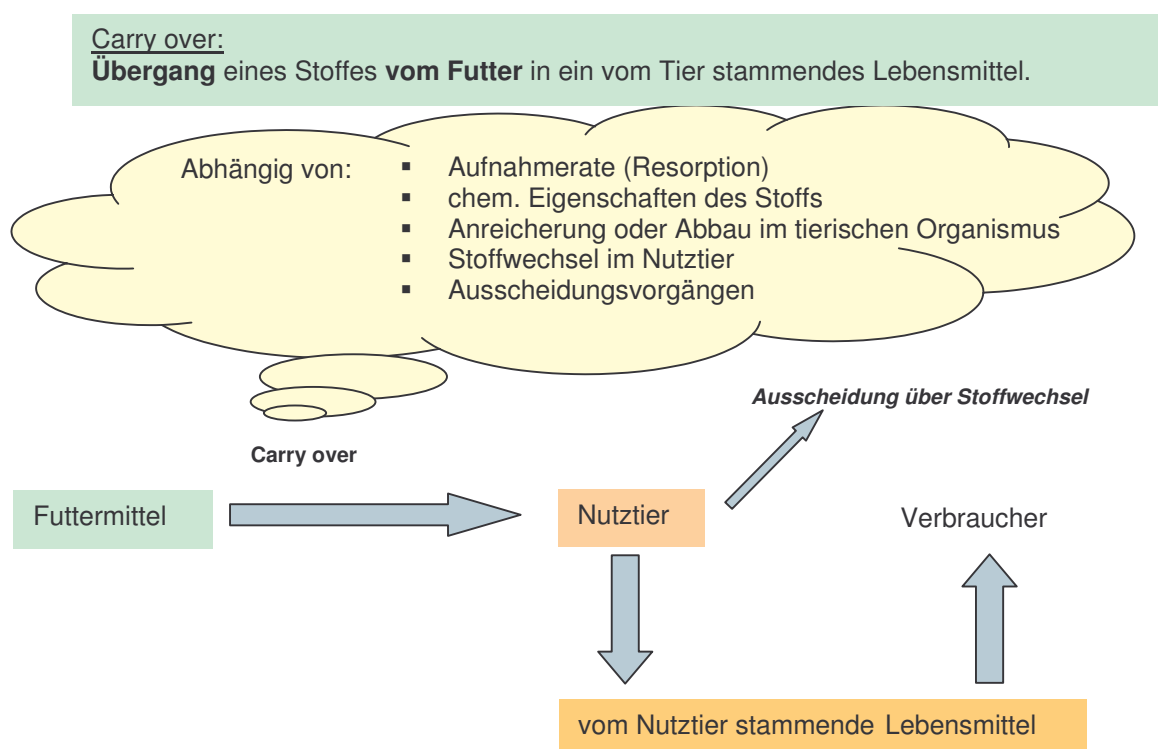 Carry over:
Übergang eines Stoffes vom Futter in ein vom Tier stammendes Lebensmittel.
Abhängig von:
▪ Aufnahmerate (Resorption)
▪ chem. Eigenschaften des Stoffs
▪ Anreicherung oder Abbau im tierischen Organismus
▪ Stoffwechsel im Nutztier
▪ Ausscheidungsvorgängen
Ausscheidung über Stoffwechsel
Carry over
Futtermittel
Nutztier
Verbraucher
vom Nutztier stammende Lebensmittel